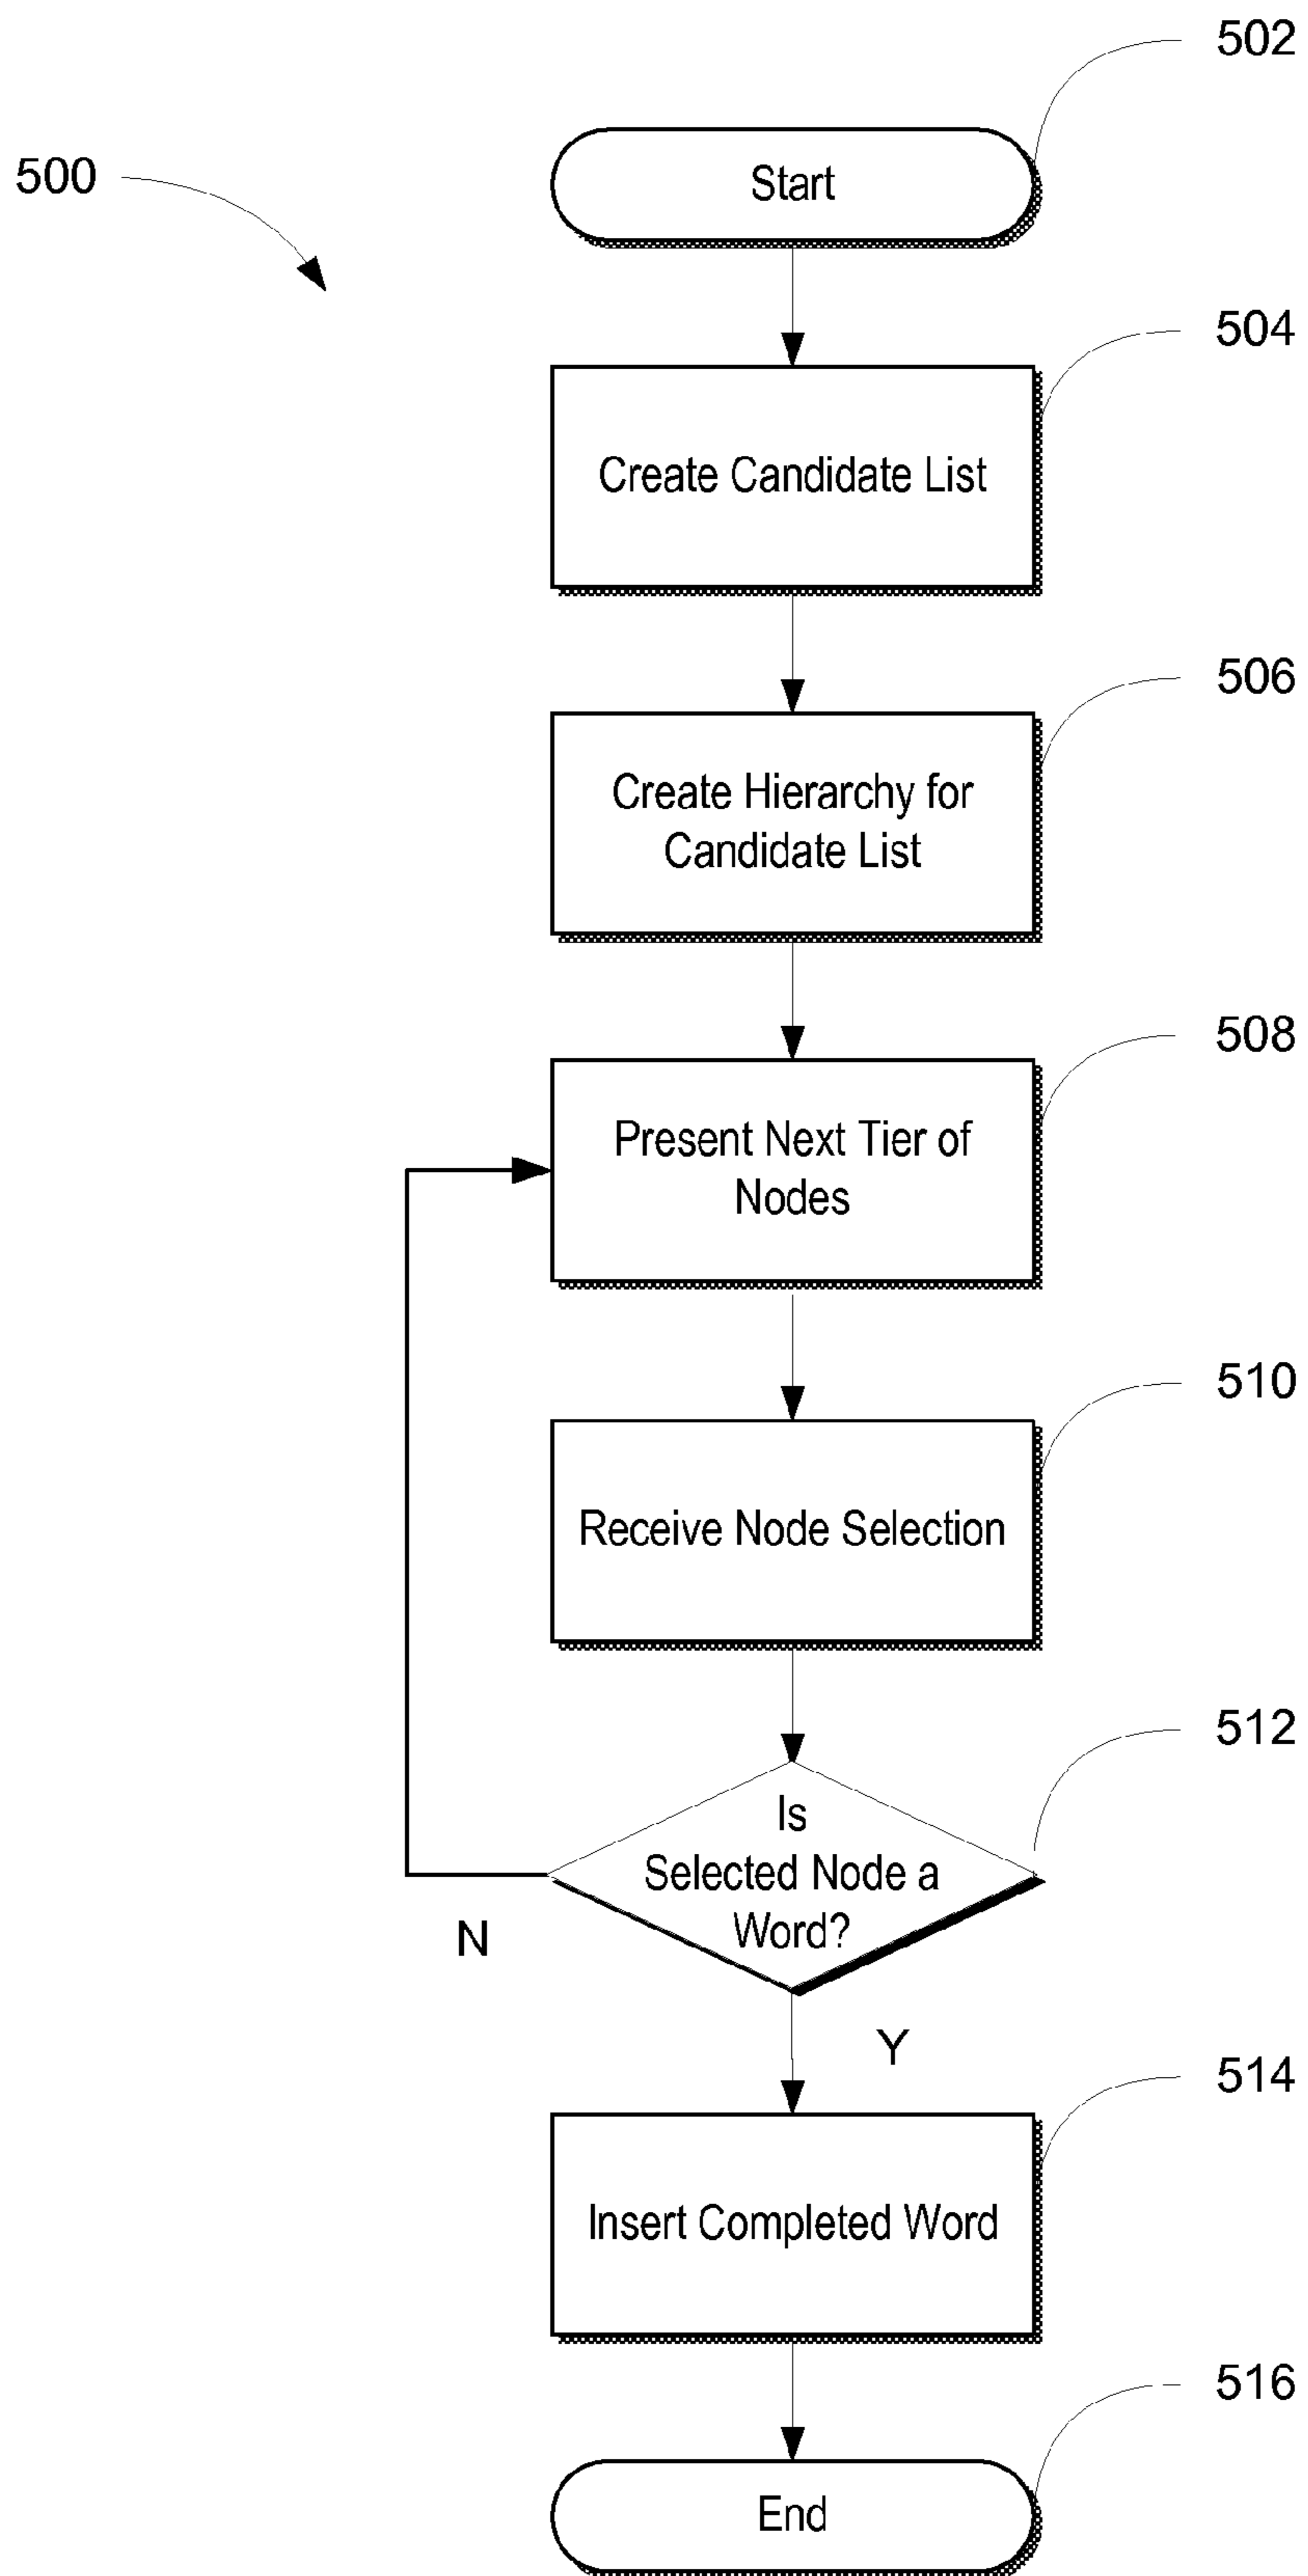 502
500
Start
504
Create Candidate List
506
Create Hierarchy for
Candidate List
508
Present Next Tier of
Nodes
510
Receive Node Selection
512
Is
Selected Node a
Word?
N
Y
514
Insert Completed Word
516
End